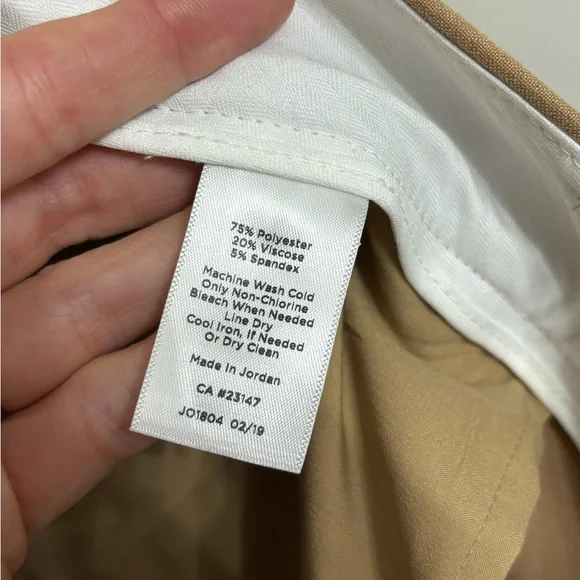 75% Polyester
20% Viscose
5% Spandex
Machine Wash Cold
Only Non-Chlorine
Bleach When Needed
Line Dry
Cool Iron, If Needed
Or Dry Clean
Made In Jordan
CA #23147
JO1804 02/19